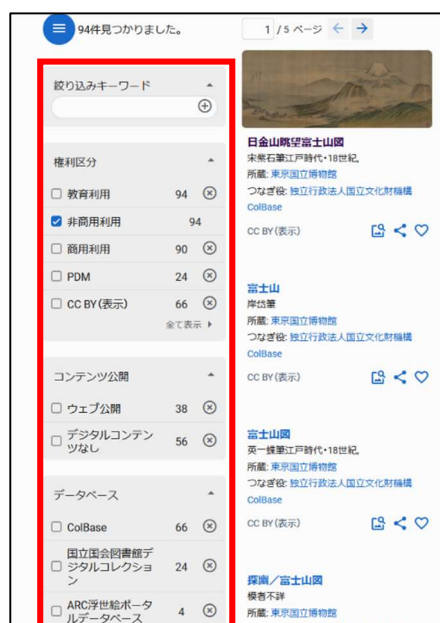 94件見つかりました。
1 / 5 ページ
絞り込みキーワード
権利区分
教育利用 94
非商用利用 94
商用利用 90
PDM 24
CC BY(表示) 66
全て表示
コンテンツ公開
ウェブ公開 38
デジタルコンテン
ツなし 56
データベース
ColBase 66
国立国会図書館デ
ジタルコレクショ 24
ン
ARC浮世絵ポータ
ルデータベース 4
日金山眺望富士山図
宋紫石筆江戸時代・18世紀
所蔵: 東京国立博物館
つなぎ役: 独立行政法人国立文化財機構
ColBase
CC BY(表示)
富士山
岸岱筆
所蔵: 東京国立博物館
つなぎ役: 独立行政法人国立文化財機構
ColBase
CC BY(表示)
富士山図
英一蜂筆江戸時代・18世紀
所蔵: 東京国立博物館
つなぎ役: 独立行政法人国立文化財機構
ColBase
CC BY(表示)
探幽/富士山図
模者不詳
所蔵: 東京国立博物館